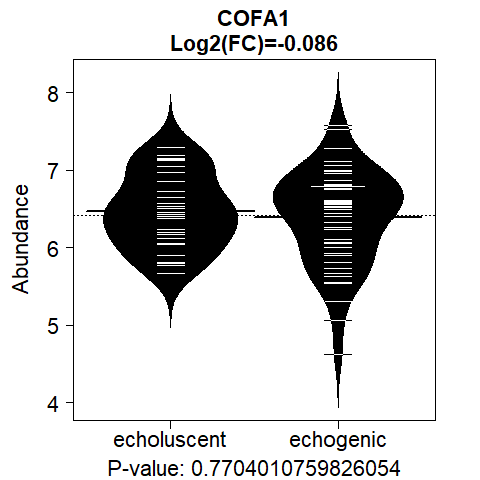 COFA1
Log2(FC)=-0.086
Abundance
8
7
6
5
4
echoluscent echogenic
P-value: 0.7704010759826054